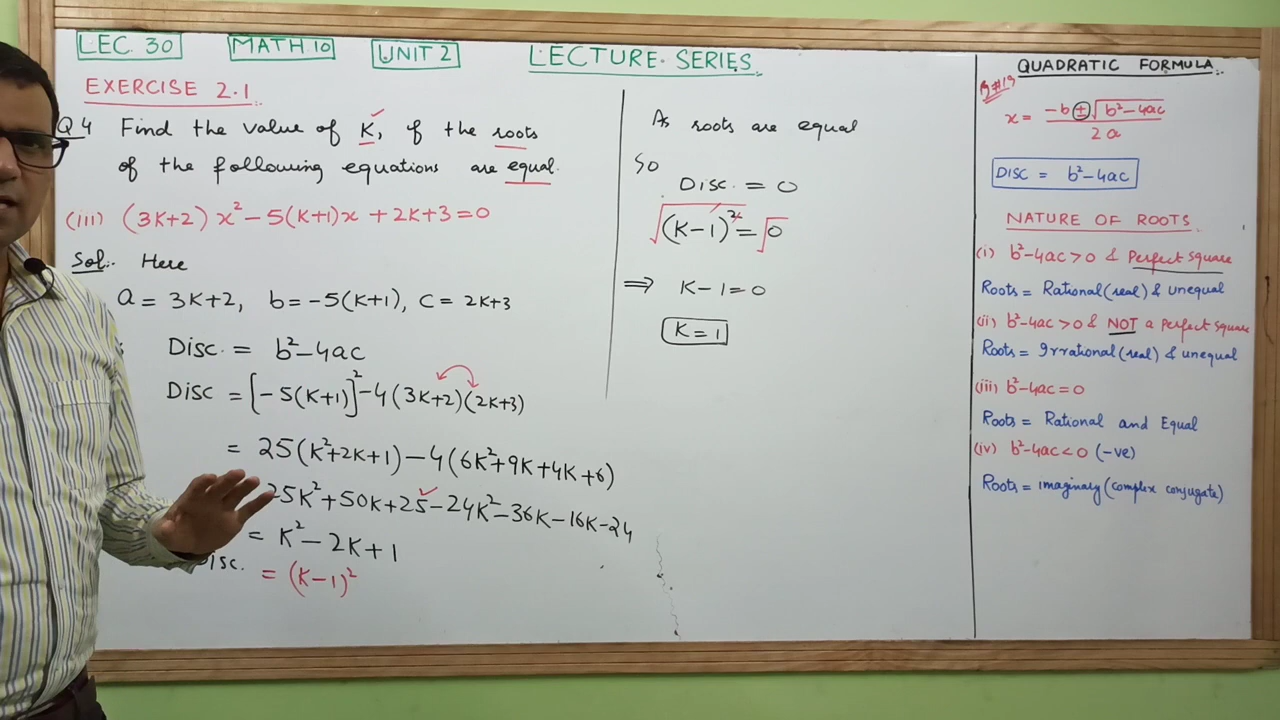 LEC. 30 MATH 10 UNIT 2 LECTURE SERIES
EXERCISE 2.1
Q4 Find the value of K, if the roots
of the following equations are equal.
(III) (3K+2)x² - 5(K+1)x + 2K+3 = 0
Sol:. Here
a = 3K+2, b = -5(K+1), C = 2K+3
Disc. = b²-4ac
Disc = [-5(K+1)]² - 4(3K+2)(2K+3)
= 25(K²+2K+1) - 4(6K²+9K+4K+6)
25K²+50K+25-24K²-36K-16K-24
= K²-2K+1
Disc. = (K-1)²
As roots are equal
So
Disc. = 0
√(K-1)² = √0
⇒ K-1=0
K=1
QUADRATIC FORMULA
P#19
x = (-b ± √(b²-4ac)) / 2a
DISC = b²-4ac
NATURE OF ROOTS
(i) b²-4ac>0 & Perfect square
Roots = Rational(real) & unequal
(ii) b²-4ac>0 & NOT a perfect square
Roots = Irrational(real) & unequal
(iii) b²-4ac=0
Roots = Rational and Equal
(iv) b²-4ac<0 (-ve)
Roots = imaginary(complex conjugate)